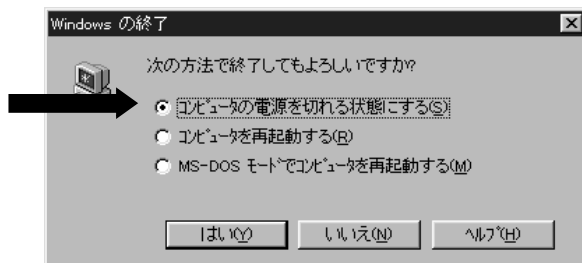 Windows の終了
次の方法で終了してもよろしいですか?
ｺﾝﾋﾟｭｰﾀの電源を切れる状態にする(S)
ｺﾝﾋﾟｭｰﾀを再起動する(R)
MS-DOS ﾓｰﾄﾞでｺﾝﾋﾟｭｰﾀを再起動する(M)
はい(Y) いいえ(N) ﾍﾙﾌﾟ(H)